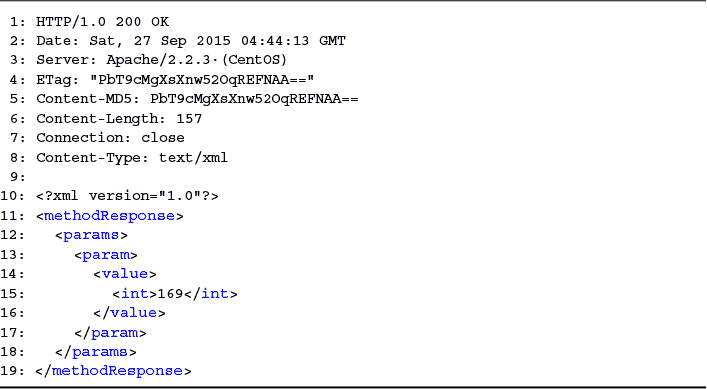 1: HTTP/1.0 200 OK
2: Date: Sat, 27 Sep 2015 04:44:13 GMT
3: Server: Apache/2.2.3·(CentOS)
4: ETag: "PbT9cMgXsXnw52OqREFNAA=="
5: Content-MD5: PbT9cMgXsXnw52OqREFNAA==
6: Content-Length: 157
7: Connection: close
8: Content-Type: text/xml
9:
10: <?xml version="1.0"?>
11: <methodResponse>
12:   <params>
13:     <param>
14:       <value>
15:         <int>169</int>
16:       </value>
17:     </param>
18:   </params>
19: </methodResponse>